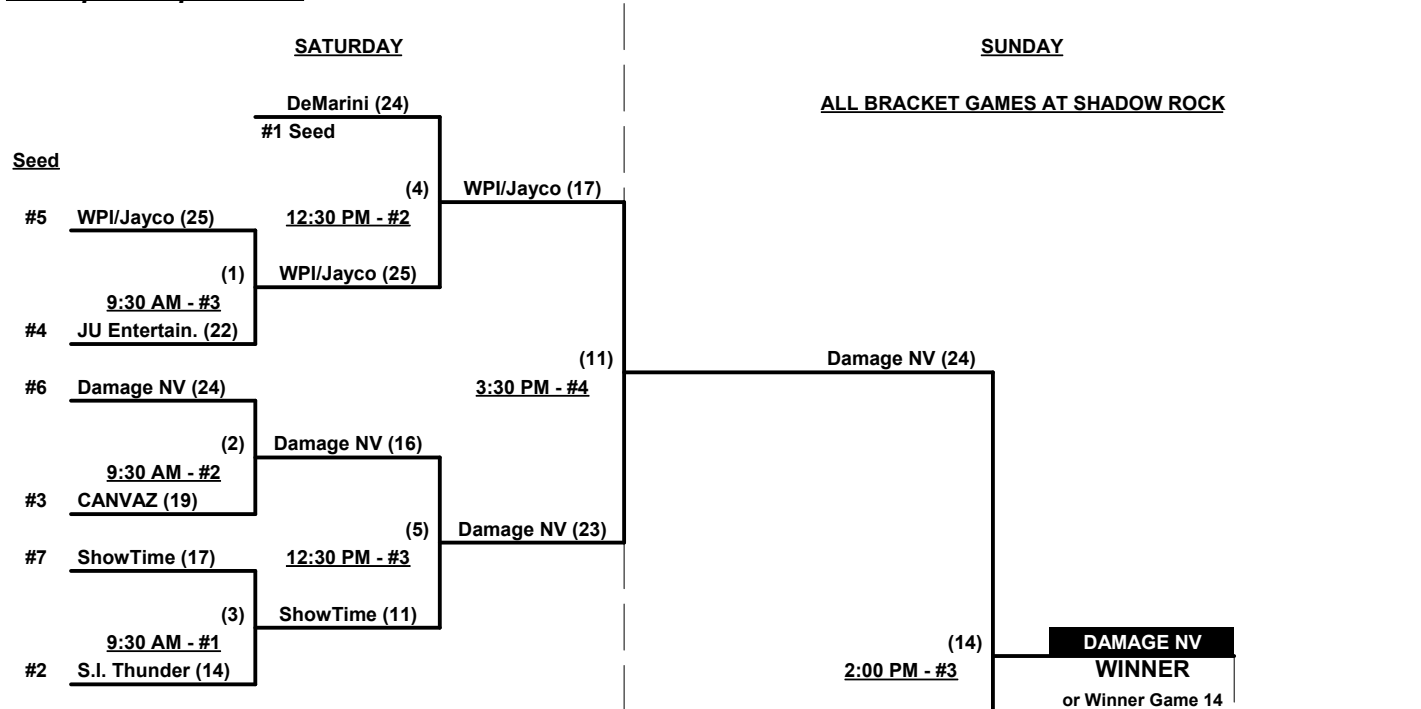 SATURDAY
SUNDAY
DeMarini (24)
ALL BRACKET GAMES AT SHADOW ROCK
#1 Seed
Seed
(4)
WPI/Jayco (17)
#5 WPI/Jayco (25)
12:30 PM - #2
(1)
WPI/Jayco (25)
9:30 AM - #3
#4 JU Entertain. (22)
(11)
Damage NV (24)
#6 Damage NV (24)
3:30 PM - #4
(2)
Damage NV (16)
9:30 AM - #2
#3 CANVAZ (19)
(5)
Damage NV (23)
#7 ShowTime (17)
12:30 PM - #3
(3)
ShowTime (11)
9:30 AM - #1
(14)
DAMAGE NV
#2 S.I. Thunder (14)
2:00 PM - #3
WINNER
or Winner Game 14